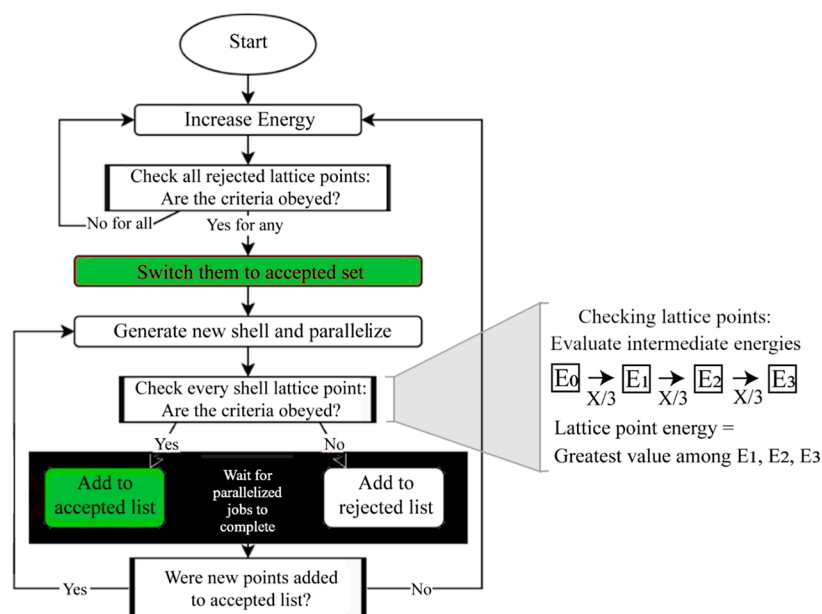 Start
Increase Energy
Check all rejected lattice points:
Are the criteria obeyed?
No for all
Yes for any
Switch them to accepted set
Generate new shell and parallelize
Check every shell lattice point:
Are the criteria obeyed?
Yes
No
Add to
accepted list
Wait for
parallelized
jobs to
complete
Add to
rejected list
Were new points added
to accepted list?
Yes
No
Checking lattice points:
Evaluate intermediate energies
E0 E1 E2 E3
X/3 X/3 X/3
Lattice point energy =
Greatest value among E1, E2, E3